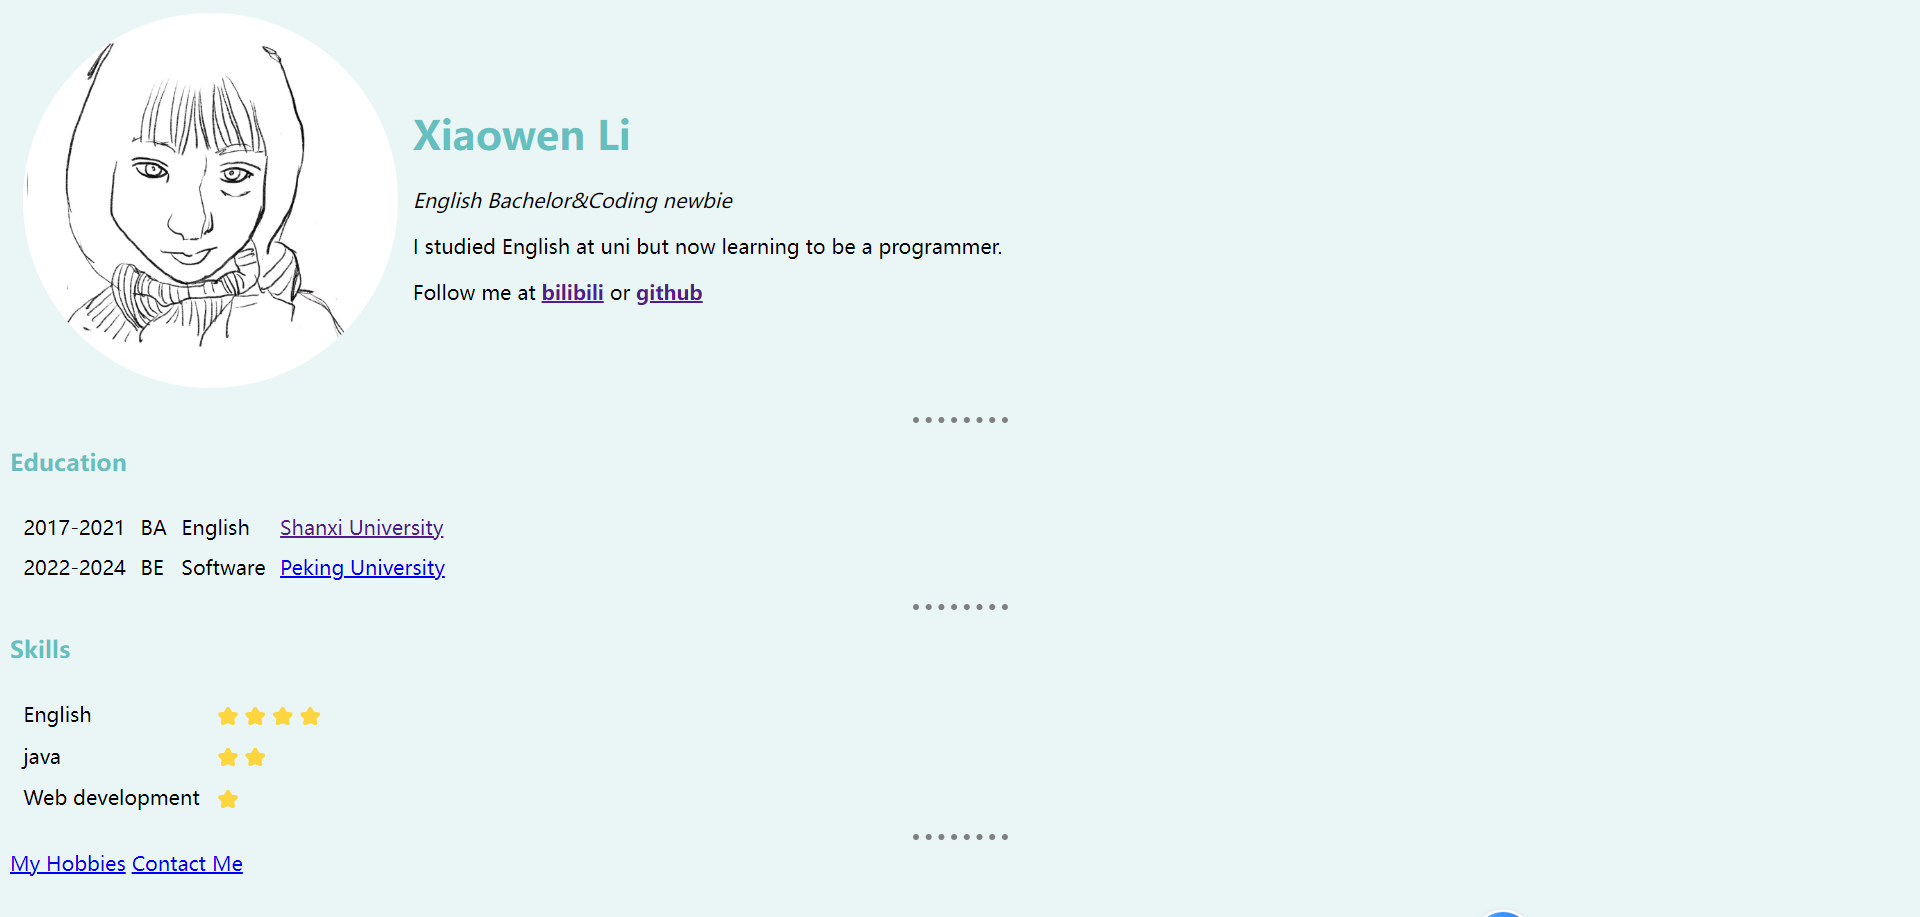 Xiaowen Li
English Bachelor&Coding newbie
I studied English at uni but now learning to be a programmer.
Follow me at bilibili or github
Education
2017-2021 BA English Shanxi University
2022-2024 BE Software Peking University
Skills
English
java
Web development
My Hobbies Contact Me